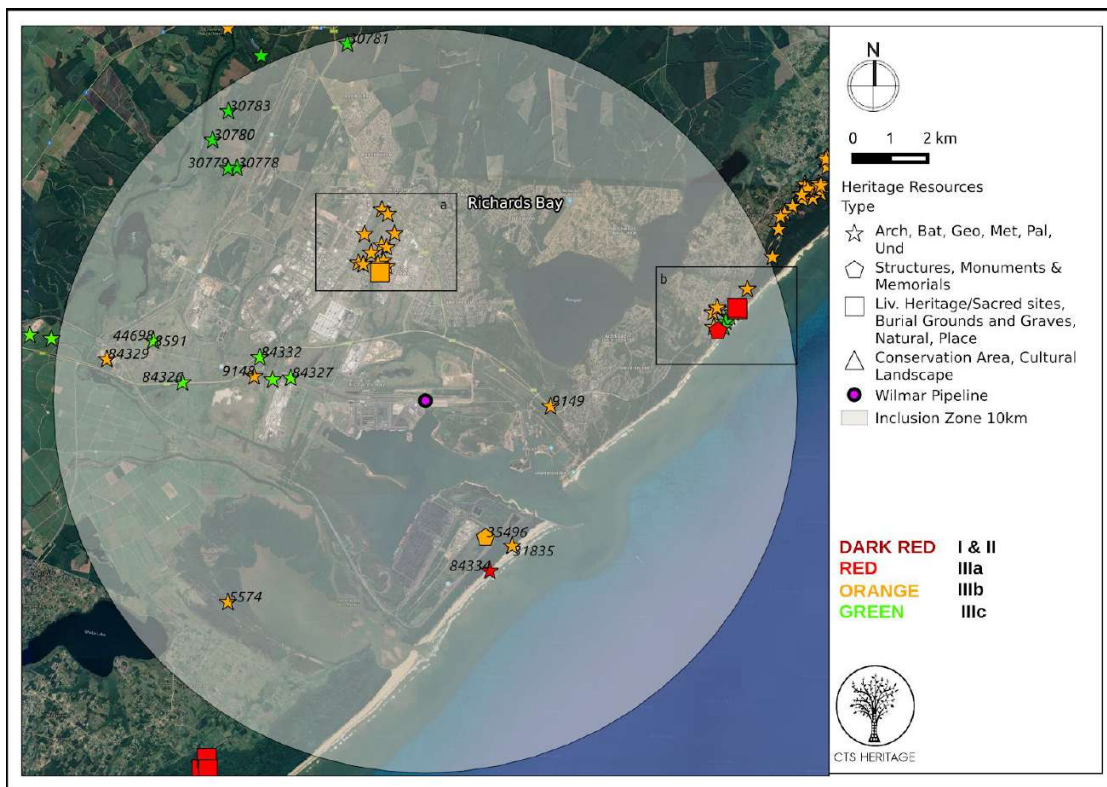 30781
30783
30780
30779
30778
a
Richards Bay
b
44698
8591
84329
84332
9148
84327
84326
9149
35496
31835
84334
5574
N
0 1 2 km
Heritage Resources
Type
Arch, Bat, Geo, Met, Pal,
Und
Structures, Monuments &
Memorials
Liv. Heritage/Sacred sites,
Burial Grounds and Graves,
Natural, Place
Conservation Area, Cultural
Landscape
Wilmar Pipeline
Inclusion Zone 10km
DARK RED I & II
RED IIIa
ORANGE IIIb
GREEN IIIc
CTS HERITAGE